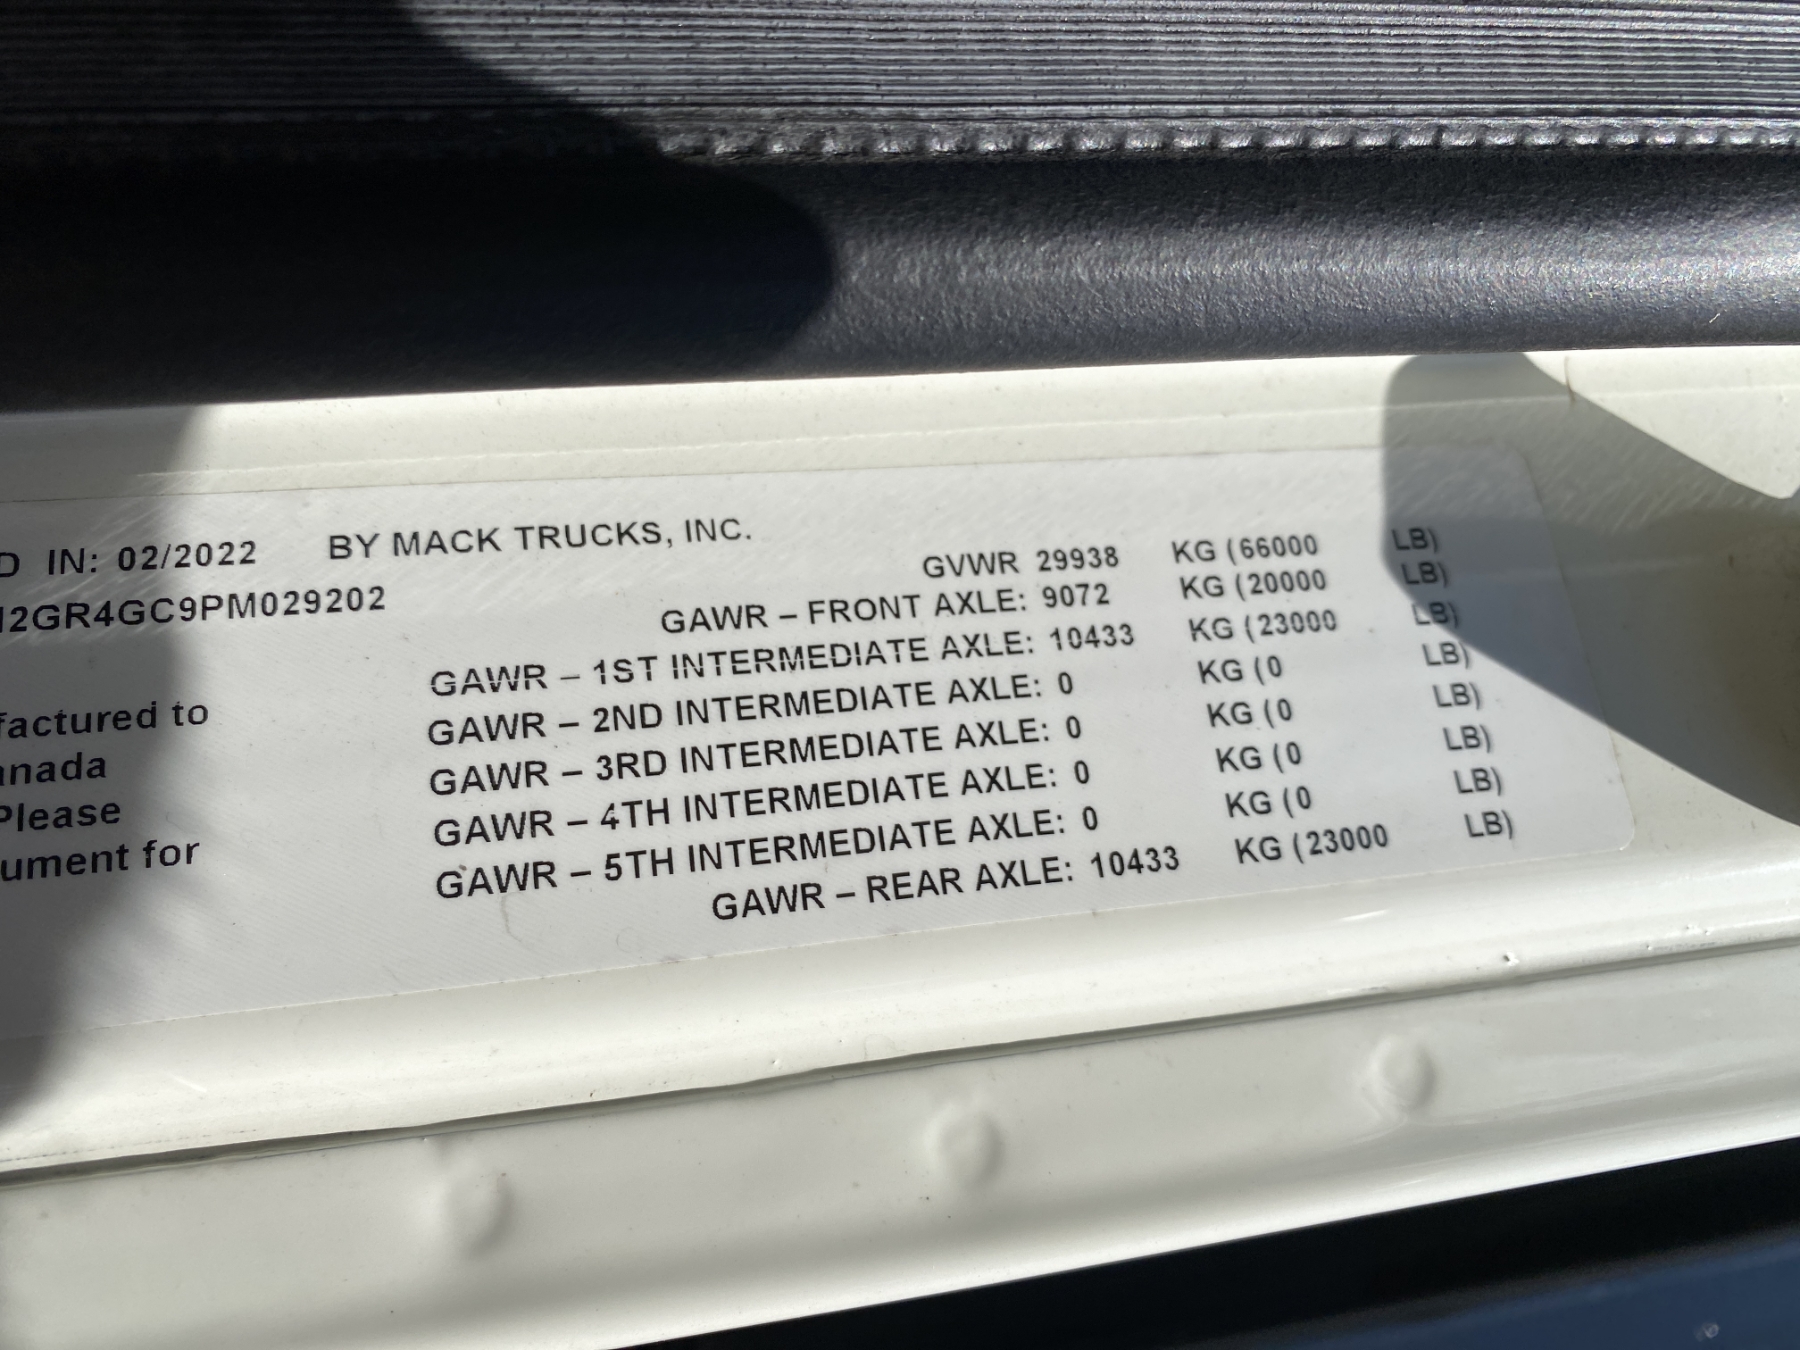 D IN: 02/2022 BY MACK TRUCKS, INC.
GVWR 29938 KG (66000 LB)
2GR4GC9PM029202
GAWR – FRONT AXLE: 9072 KG (20000 LB)
GAWR – 1ST INTERMEDIATE AXLE: 10433 KG (23000 LB)
GAWR – 2ND INTERMEDIATE AXLE: 0 KG (0 LB)
GAWR – 3RD INTERMEDIATE AXLE: 0 KG (0 LB)
GAWR – 4TH INTERMEDIATE AXLE: 0 KG (0 LB)
GAWR – 5TH INTERMEDIATE AXLE: 0 KG (0 LB)
GAWR – REAR AXLE: 10433 KG (23000 LB)
factured to
anada
Please
ument for